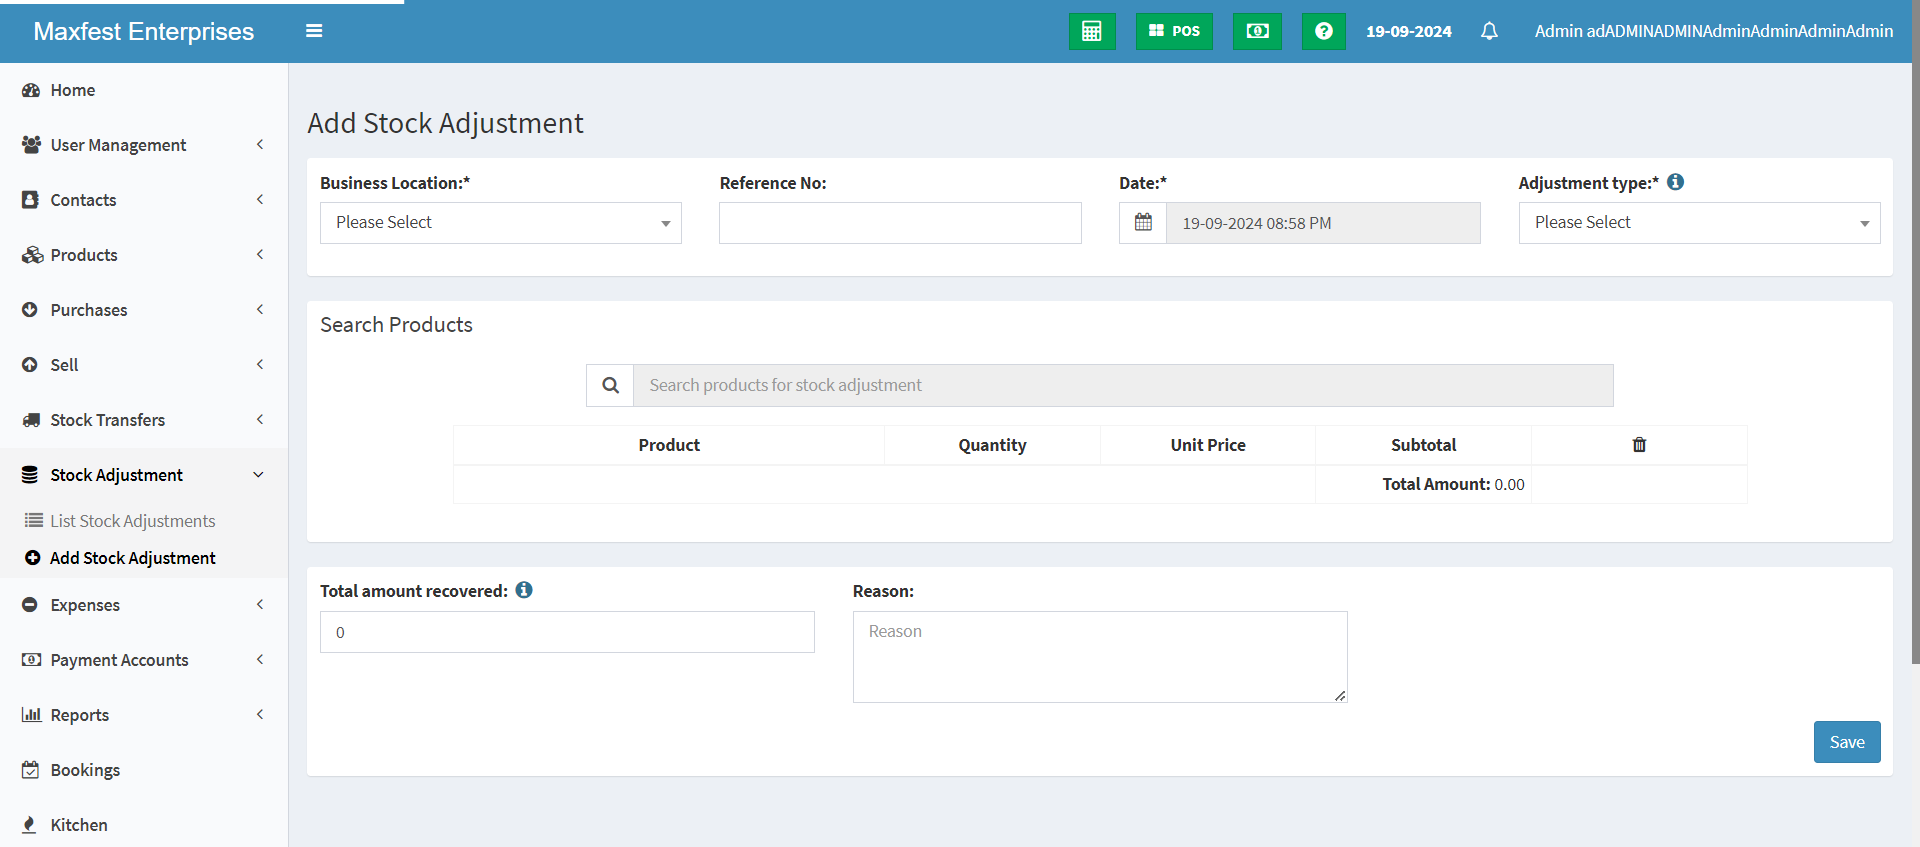 Maxfest Enterprises
POS
19-09-2024
Admin adADMINADMINAdminAdminAdminAdmin
Home
User Management
Contacts
Products
Purchases
Sell
Stock Transfers
Stock Adjustment
List Stock Adjustments
Add Stock Adjustment
Expenses
Payment Accounts
Reports
Bookings
Kitchen
Add Stock Adjustment
Business Location:*
Please Select
Reference No:
Date:*
19-09-2024 08:58 PM
Adjustment type:*
Please Select
Search Products
Search products for stock adjustment
Product Quantity Unit Price Subtotal
Total Amount: 0.00
Total amount recovered:
0
Reason:
Reason
Save